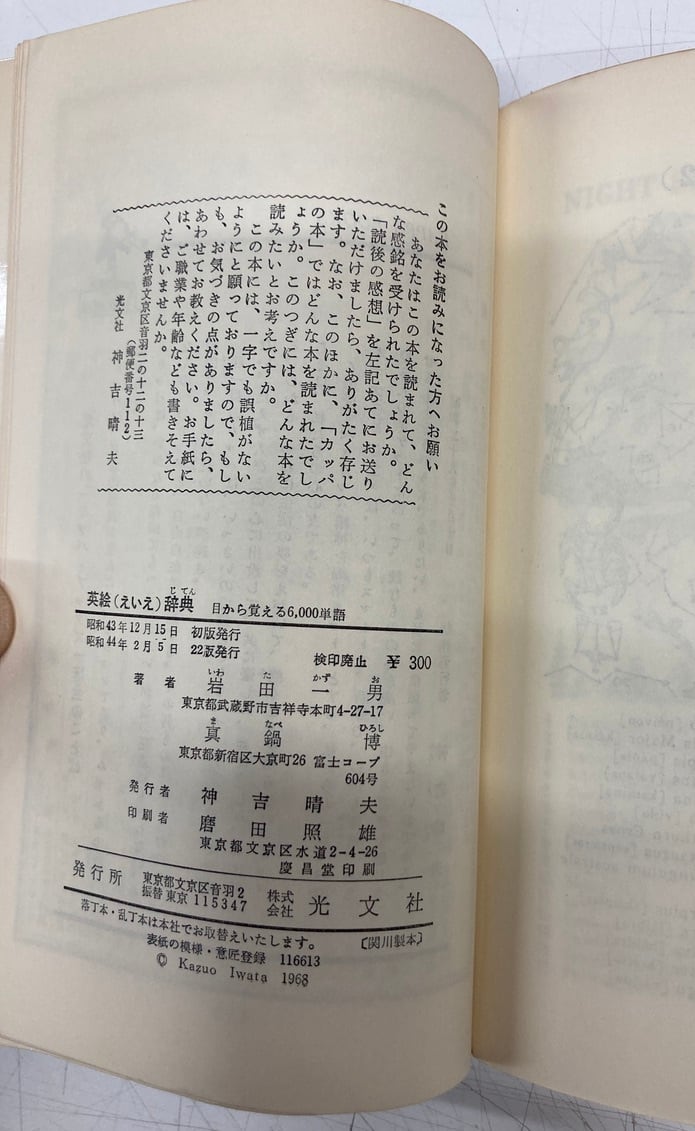 この本をお読みになった方へお願い
あなたはこの本を読まれて、どん
な感銘を受けられたでしょうか。
「読後の感想」を左記あてにお送り
いただけましたら、ありがたく存じ
ます。なお、このほかに、「カッパ
の本」ではどんな本を読まれたでし
ょうか。このつぎには、どんな本を
読みたいとお考えですか。
この本には、一字でも誤植がない
ようにと願っておりますので、もし
も、お気づきの点がありましたら、
あわせてお教えください。お手紙に
は、ご職業や年齢なども書きそえて
くださいませんか。
東京都文京区音羽二の十二の十三
(郵便番号112)
光文社 神吉晴夫
英絵(えいえ)辞典 目から覚える6,000単語
じてん
昭和43年12月15日 初版発行
昭和44年2月5日 22版発行
検印廃止 ¥300
いわ た かず お
著者 岩田一男
東京都武蔵野市吉祥寺本町4-27-17
ま なべ ひろし
真鍋博
東京都新宿区大京町26 富士コープ
604号
発行者 神吉晴夫
印刷者 磨田照雄
東京都文京区水道2-4-26
慶昌堂印刷
発行所 東京都文京区音羽2
振替東京115347
株式会社 光文社
落丁本・乱丁本は本社でお取替えいたします。 〔関川製本〕
表紙の模様・意匠登録 116613
© Kazuo Iwata 1968
NIGHT (2